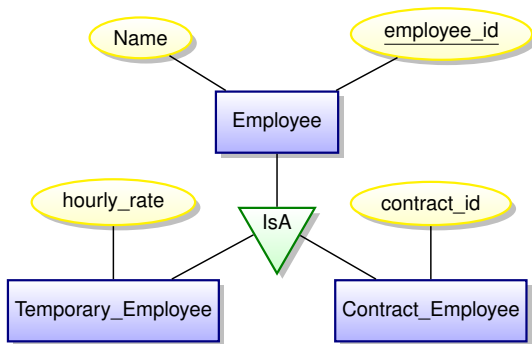 Name
employee_id
Employee
hourly_rate
IsA
contract_id
Temporary_Employee
Contract_Employee